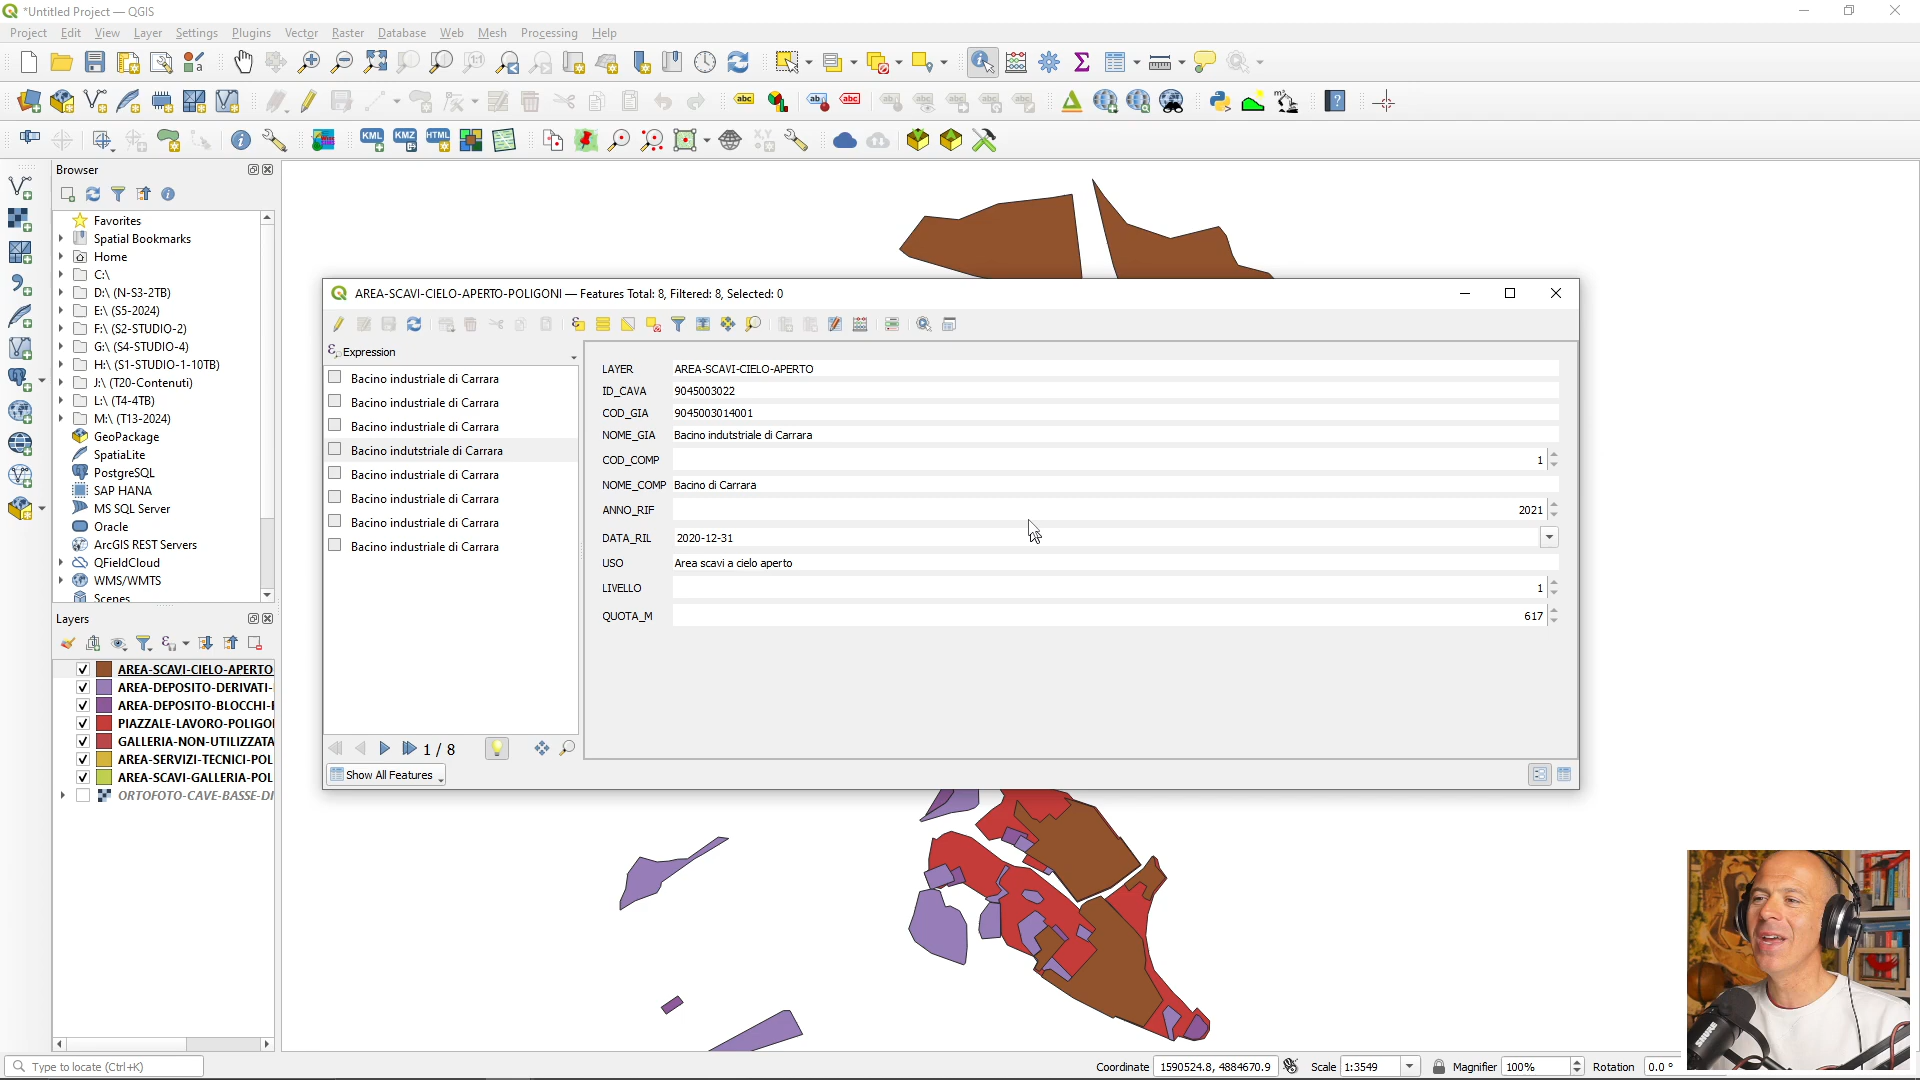 *Untitled Project — QGIS
Project Edit View Layer Settings Plugins Vector Raster Database Web Mesh Processing Help
Browser
Favorites
Spatial Bookmarks
Home
C:\
D:\ (N-S3-2TB)
E:\ (S5-2024)
F:\ (S2-STUDIO-2)
G:\ (S4-STUDIO-4)
H:\ (S1-STUDIO-1-10TB)
J:\ (T20-Contenuti)
L:\ (T4-4TB)
M:\ (T13-2024)
GeoPackage
SpatiaLite
PostgreSQL
SAP HANA
MS SQL Server
Oracle
ArcGIS REST Servers
QFieldCloud
WMS/WMTS
Scenes
Layers
AREA-SCAVI-CIELO-APERTO
AREA-DEPOSITO-DERIVATI-
AREA-DEPOSITO-BLOCCHI-I
PIAZZALE-LAVORO-POLIGOI
GALLERIA-NON-UTILIZZATA
AREA-SERVIZI-TECNICI-POL
AREA-SCAVI-GALLERIA-POL
ORTOFOTO-CAVE-BASSE-DI
AREA-SCAVI-CIELO-APERTO-POLIGONI — Features Total: 8, Filtered: 8, Selected: 0
Expression
Bacino industriale di Carrara
Bacino industriale di Carrara
Bacino industriale di Carrara
Bacino indutstriale di Carrara
Bacino industriale di Carrara
Bacino industriale di Carrara
Bacino industriale di Carrara
Bacino industriale di Carrara
1 / 8
Show All Features
LAYER AREA-SCAVI-CIELO-APERTO
ID_CAVA 9045003022
COD_GIA 9045003014001
NOME_GIA Bacino indutstriale di Carrara
COD_COMP 1
NOME_COMP Bacino di Carrara
ANNO_RIF 2021
DATA_RIL 2020-12-31
USO Area scavi a cielo aperto
LIVELLO 1
QUOTA_M 617
Type to locate (Ctrl+K)
Coordinate 1590524.8, 4884670.9 Scale 1:3549 Magnifier 100% Rotation 0.0 °